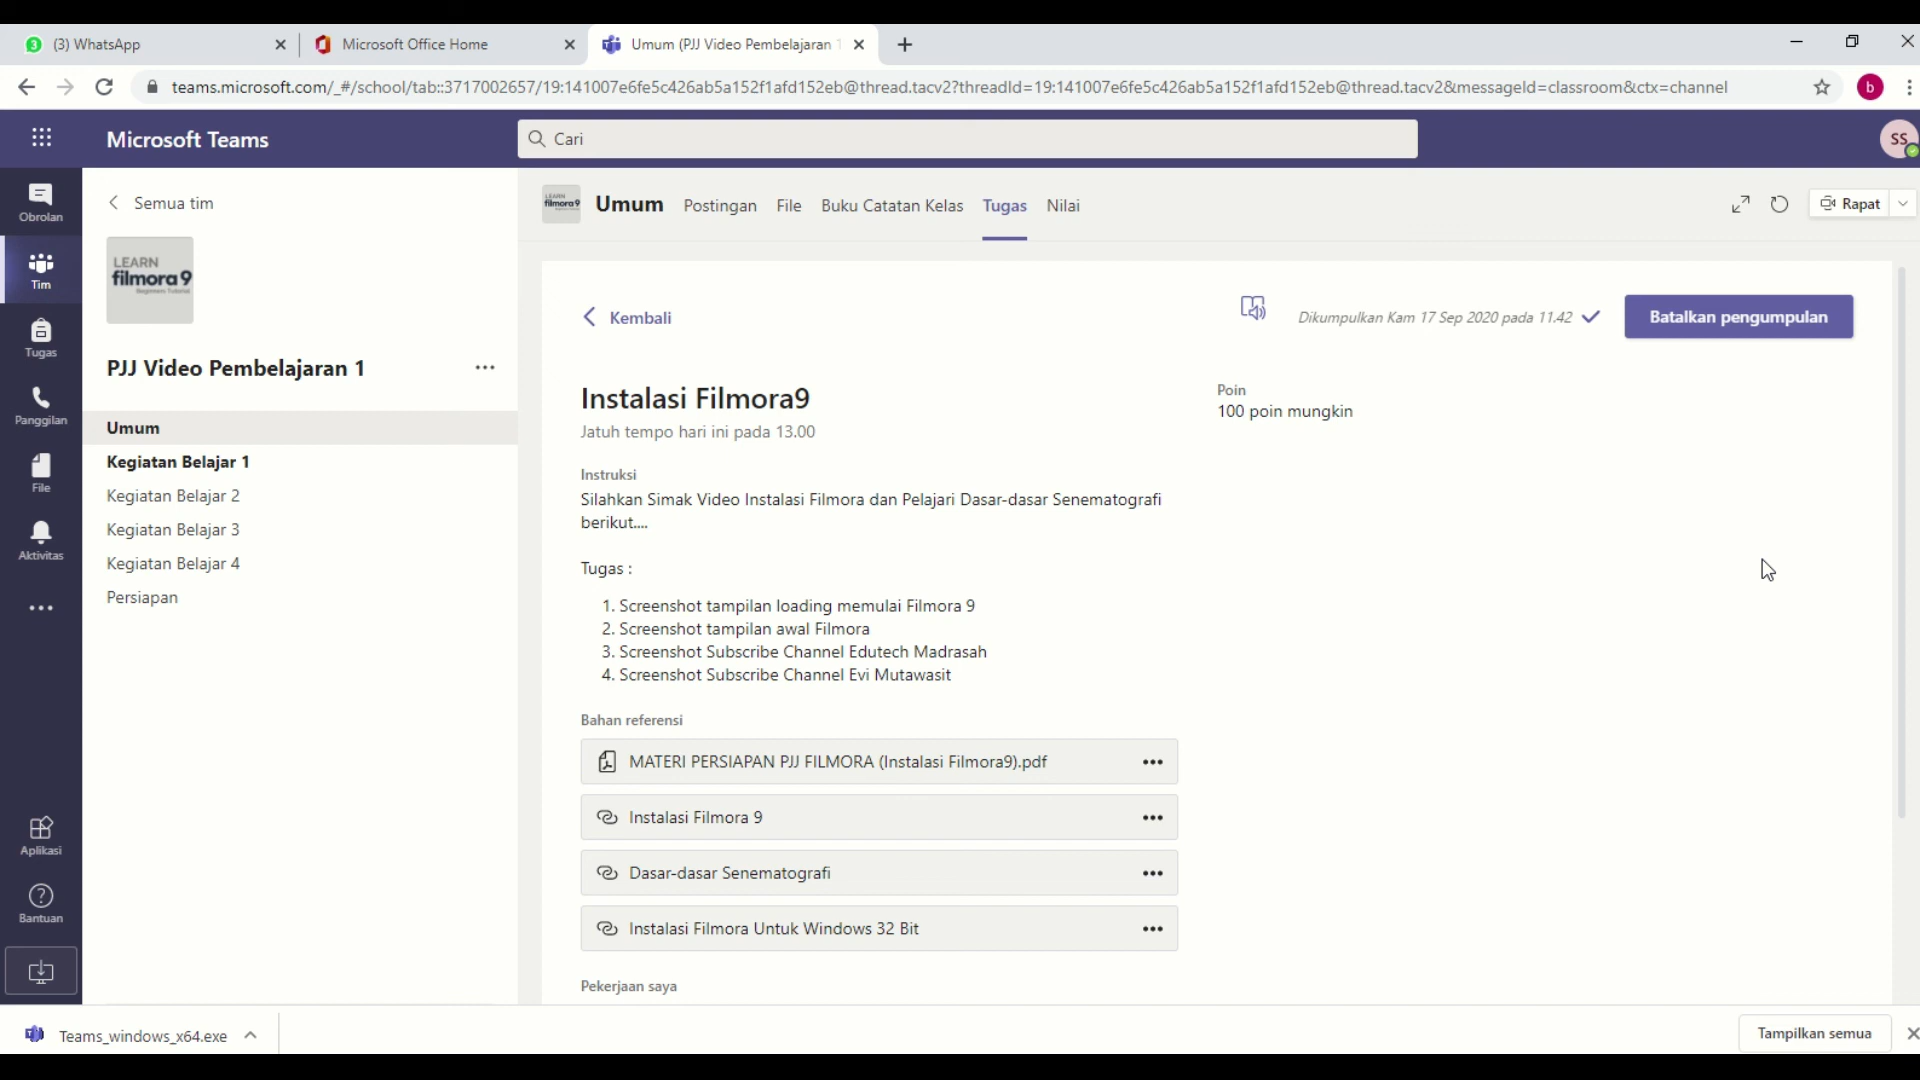 (3) WhatsApp
Microsoft Office Home
Umum (PJJ Video Pembelajaran 1
teams.microsoft.com/_#/school/tab::3717002657/19:141007e6fe5c426ab5a152f1afd152eb@thread.tacv2?threadId=19:141007e6fe5c426ab5a152f1afd152eb@thread.tacv2&messageId=classroom&ctx=channel
b
Microsoft Teams
Cari
SS
Obrolan
Tim
Tugas
Panggilan
File
Aktivitas
Aplikasi
Bantuan
Semua tim
LEARN
filmora9
Beginners Tutorial
PJJ Video Pembelajaran 1
Umum
Kegiatan Belajar 1
Kegiatan Belajar 2
Kegiatan Belajar 3
Kegiatan Belajar 4
Persiapan
LEARN
filmora9
Umum Postingan File Buku Catatan Kelas Tugas Nilai
Rapat
Kembali
Dikumpulkan Kam 17 Sep 2020 pada 11.42
Batalkan pengumpulan
Instalasi Filmora9
Jatuh tempo hari ini pada 13.00
Poin
100 poin mungkin
Instruksi
Silahkan Simak Video Instalasi Filmora dan Pelajari Dasar-dasar Senematografi
berikut....
Tugas :
1. Screenshot tampilan loading memulai Filmora 9
2. Screenshot tampilan awal Filmora
3. Screenshot Subscribe Channel Edutech Madrasah
4. Screenshot Subscribe Channel Evi Mutawasit
Bahan referensi
MATERI PERSIAPAN PJJ FILMORA (Instalasi Filmora9).pdf
Instalasi Filmora 9
Dasar-dasar Senematografi
Instalasi Filmora Untuk Windows 32 Bit
Pekerjaan saya
Teams_windows_x64.exe
Tampilkan semua